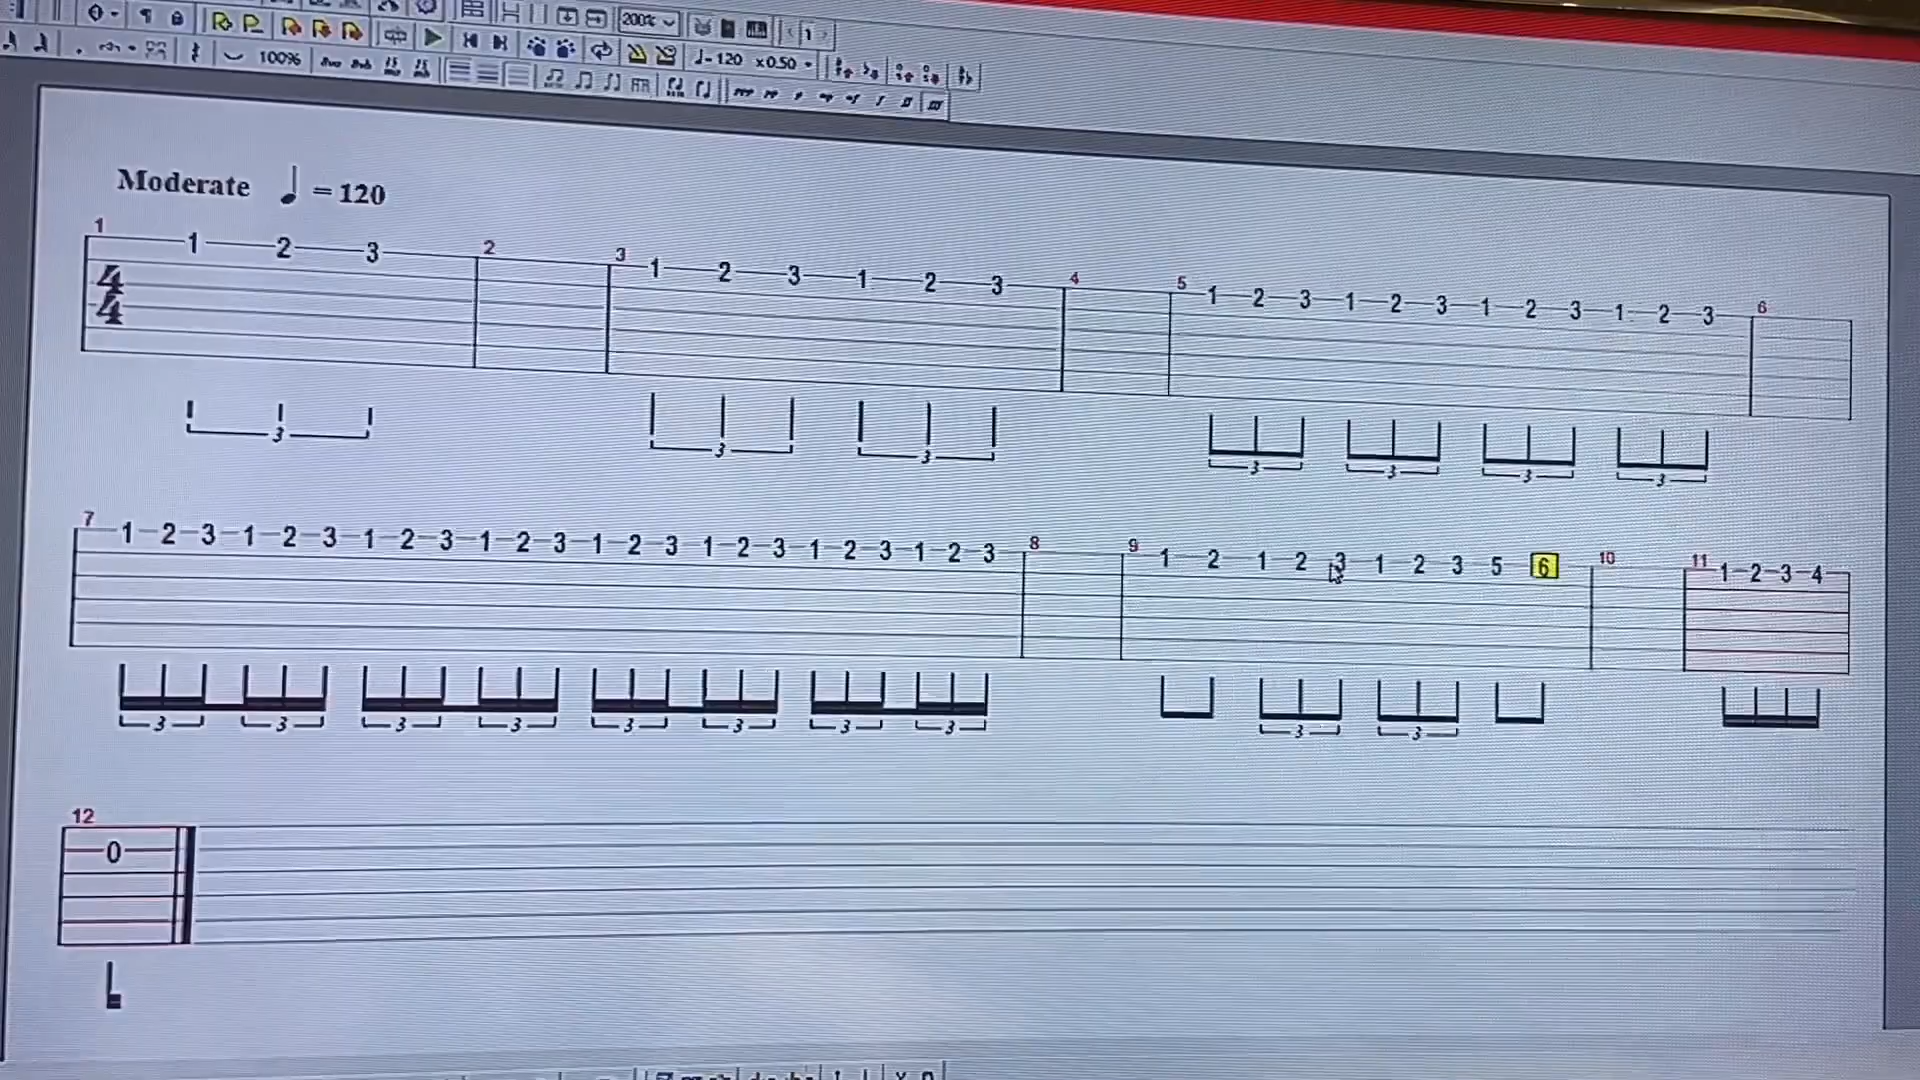 200% 1
100% ♩=120 x0.50
Moderate ♩ = 120
1 2 3 4 5 6
4 1 2 3 1 2 3 1 2 3 1 2 3 1 2 3 1 2 3 1 2 3
4
3 3 3 3 3 3 3
7 8 9 10 11
1 2 3 1 2 3 1 2 3 1 2 3 1 2 3 1 2 3 1 2 3 1 2 3 1 2 1 2 3 1 2 3 5 6 1 2 3 4
3 3 3 3 3 3 3 3 3 3
12
0